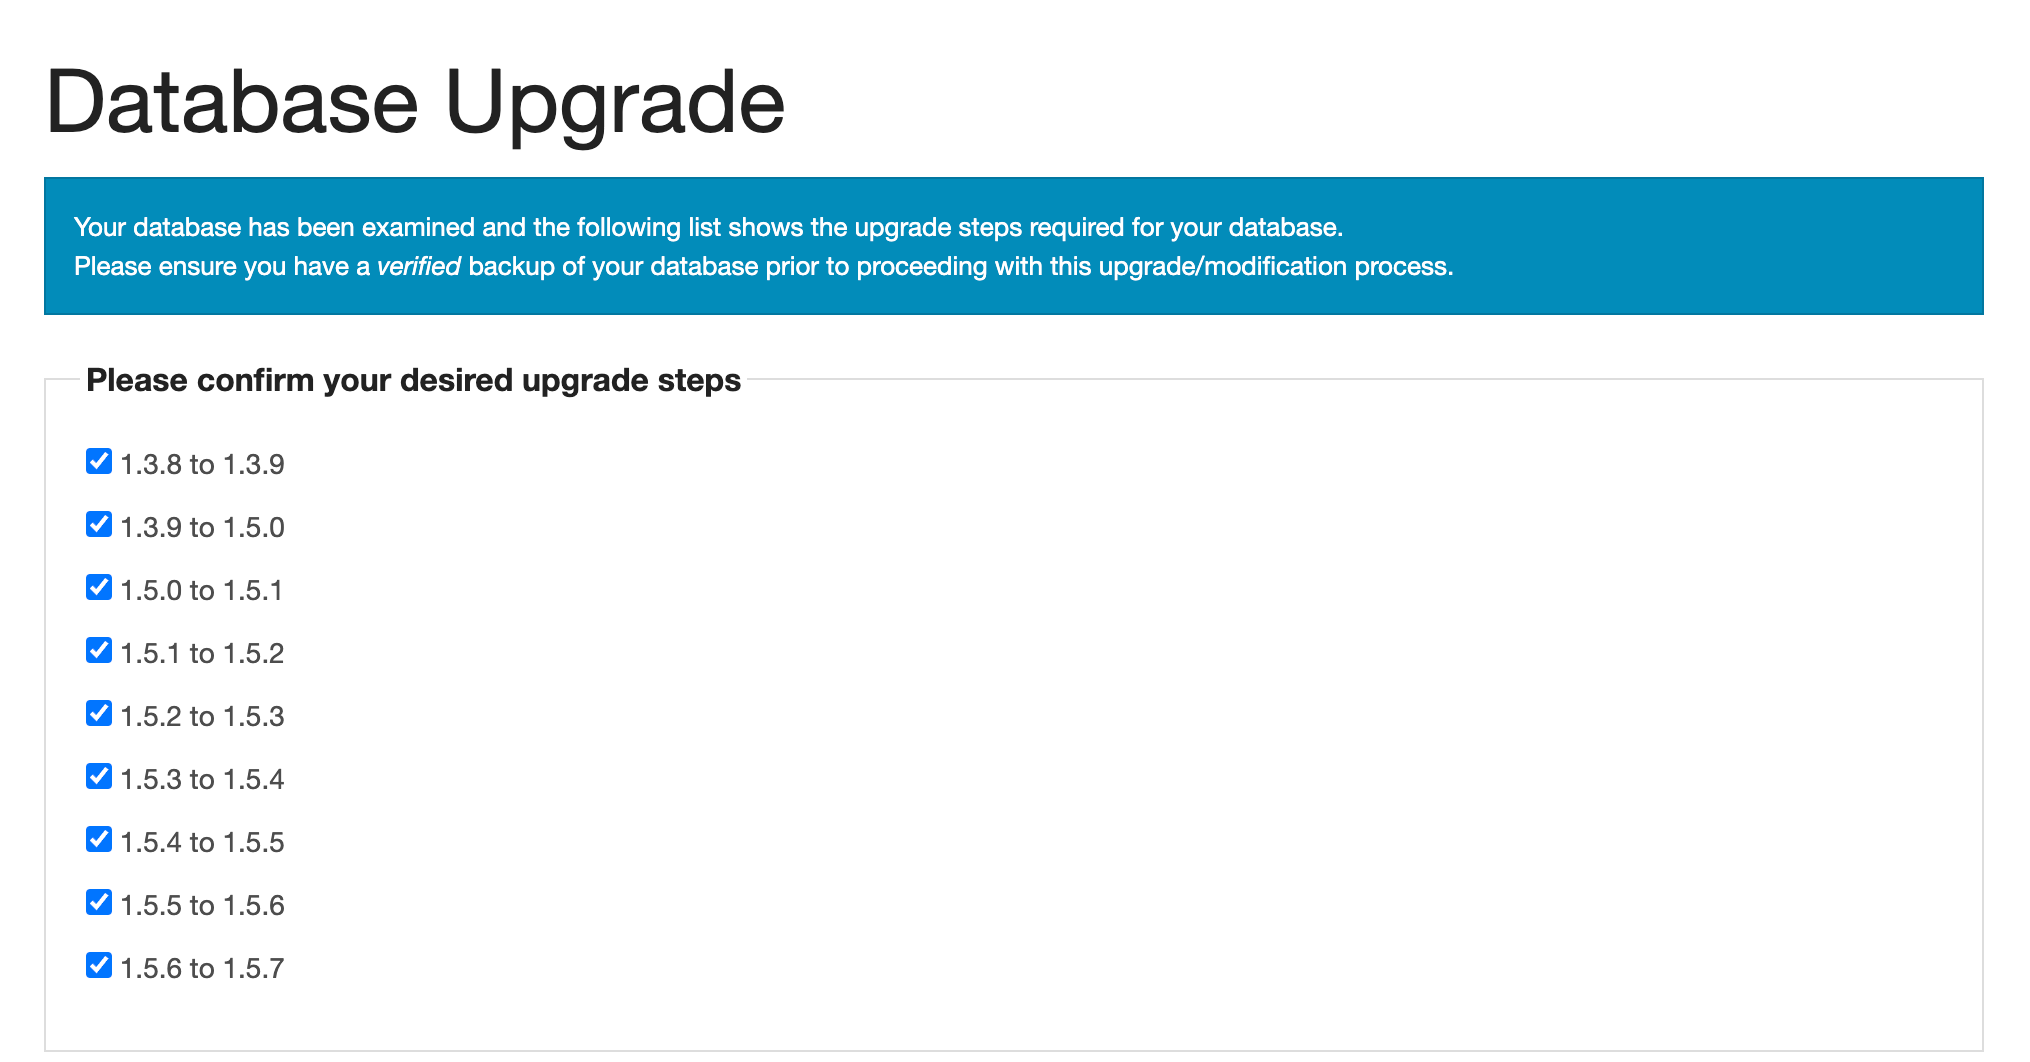 Database Upgrade
Your database has been examined and the following list shows the upgrade steps required for your database.
Please ensure you have a verified backup of your database prior to proceeding with this upgrade/modification process.
Please confirm your desired upgrade steps
1.3.8 to 1.3.9
1.3.9 to 1.5.0
1.5.0 to 1.5.1
1.5.1 to 1.5.2
1.5.2 to 1.5.3
1.5.3 to 1.5.4
1.5.4 to 1.5.5
1.5.5 to 1.5.6
1.5.6 to 1.5.7